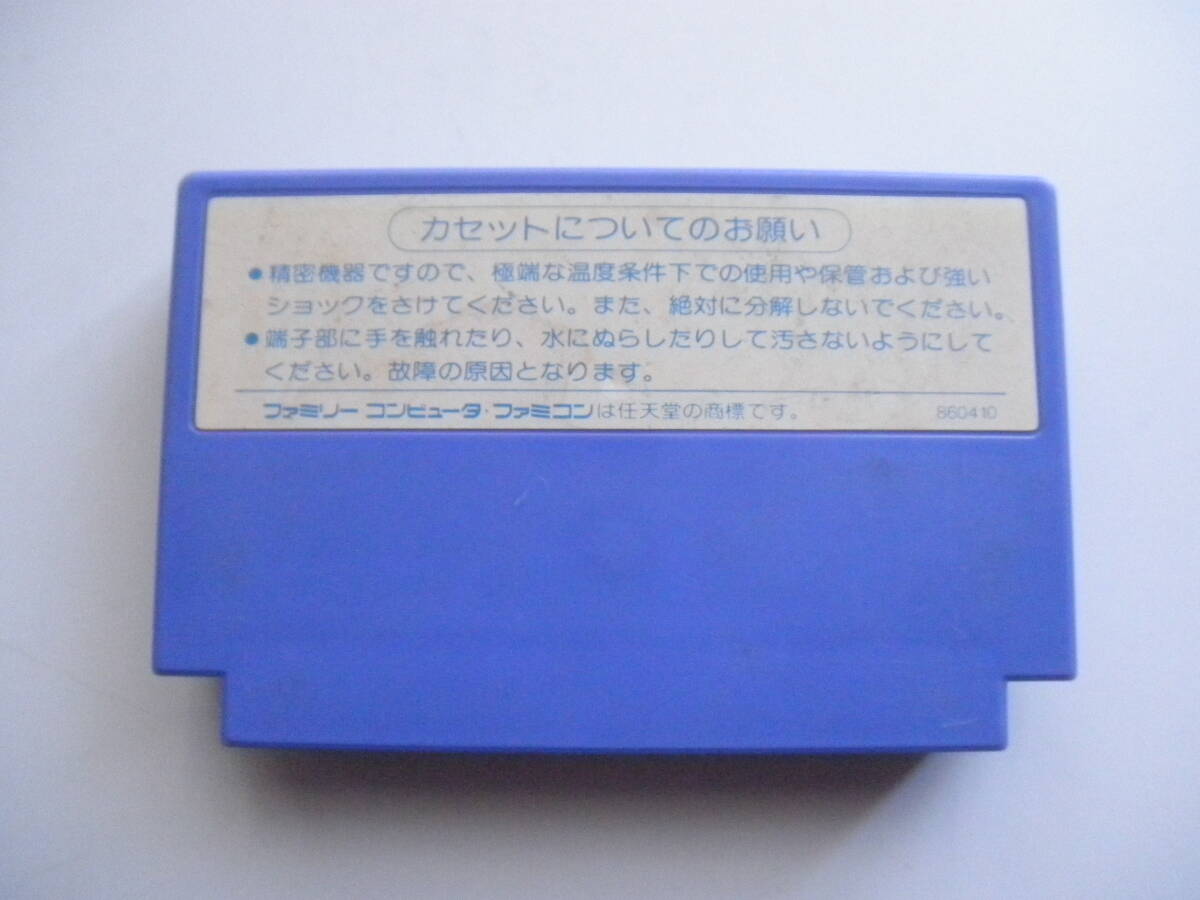 カセットについてのお願い
●精密機器ですので、極端な温度条件下での使用や保管および強い
ショックをさけてください。また、絶対に分解しないでください。
●端子部に手を触れたり、水にぬらしたりして汚さないようにして
ください。故障の原因となります。
ファミリー コンピュータ・ファミコンは任天堂の商標です。 860410